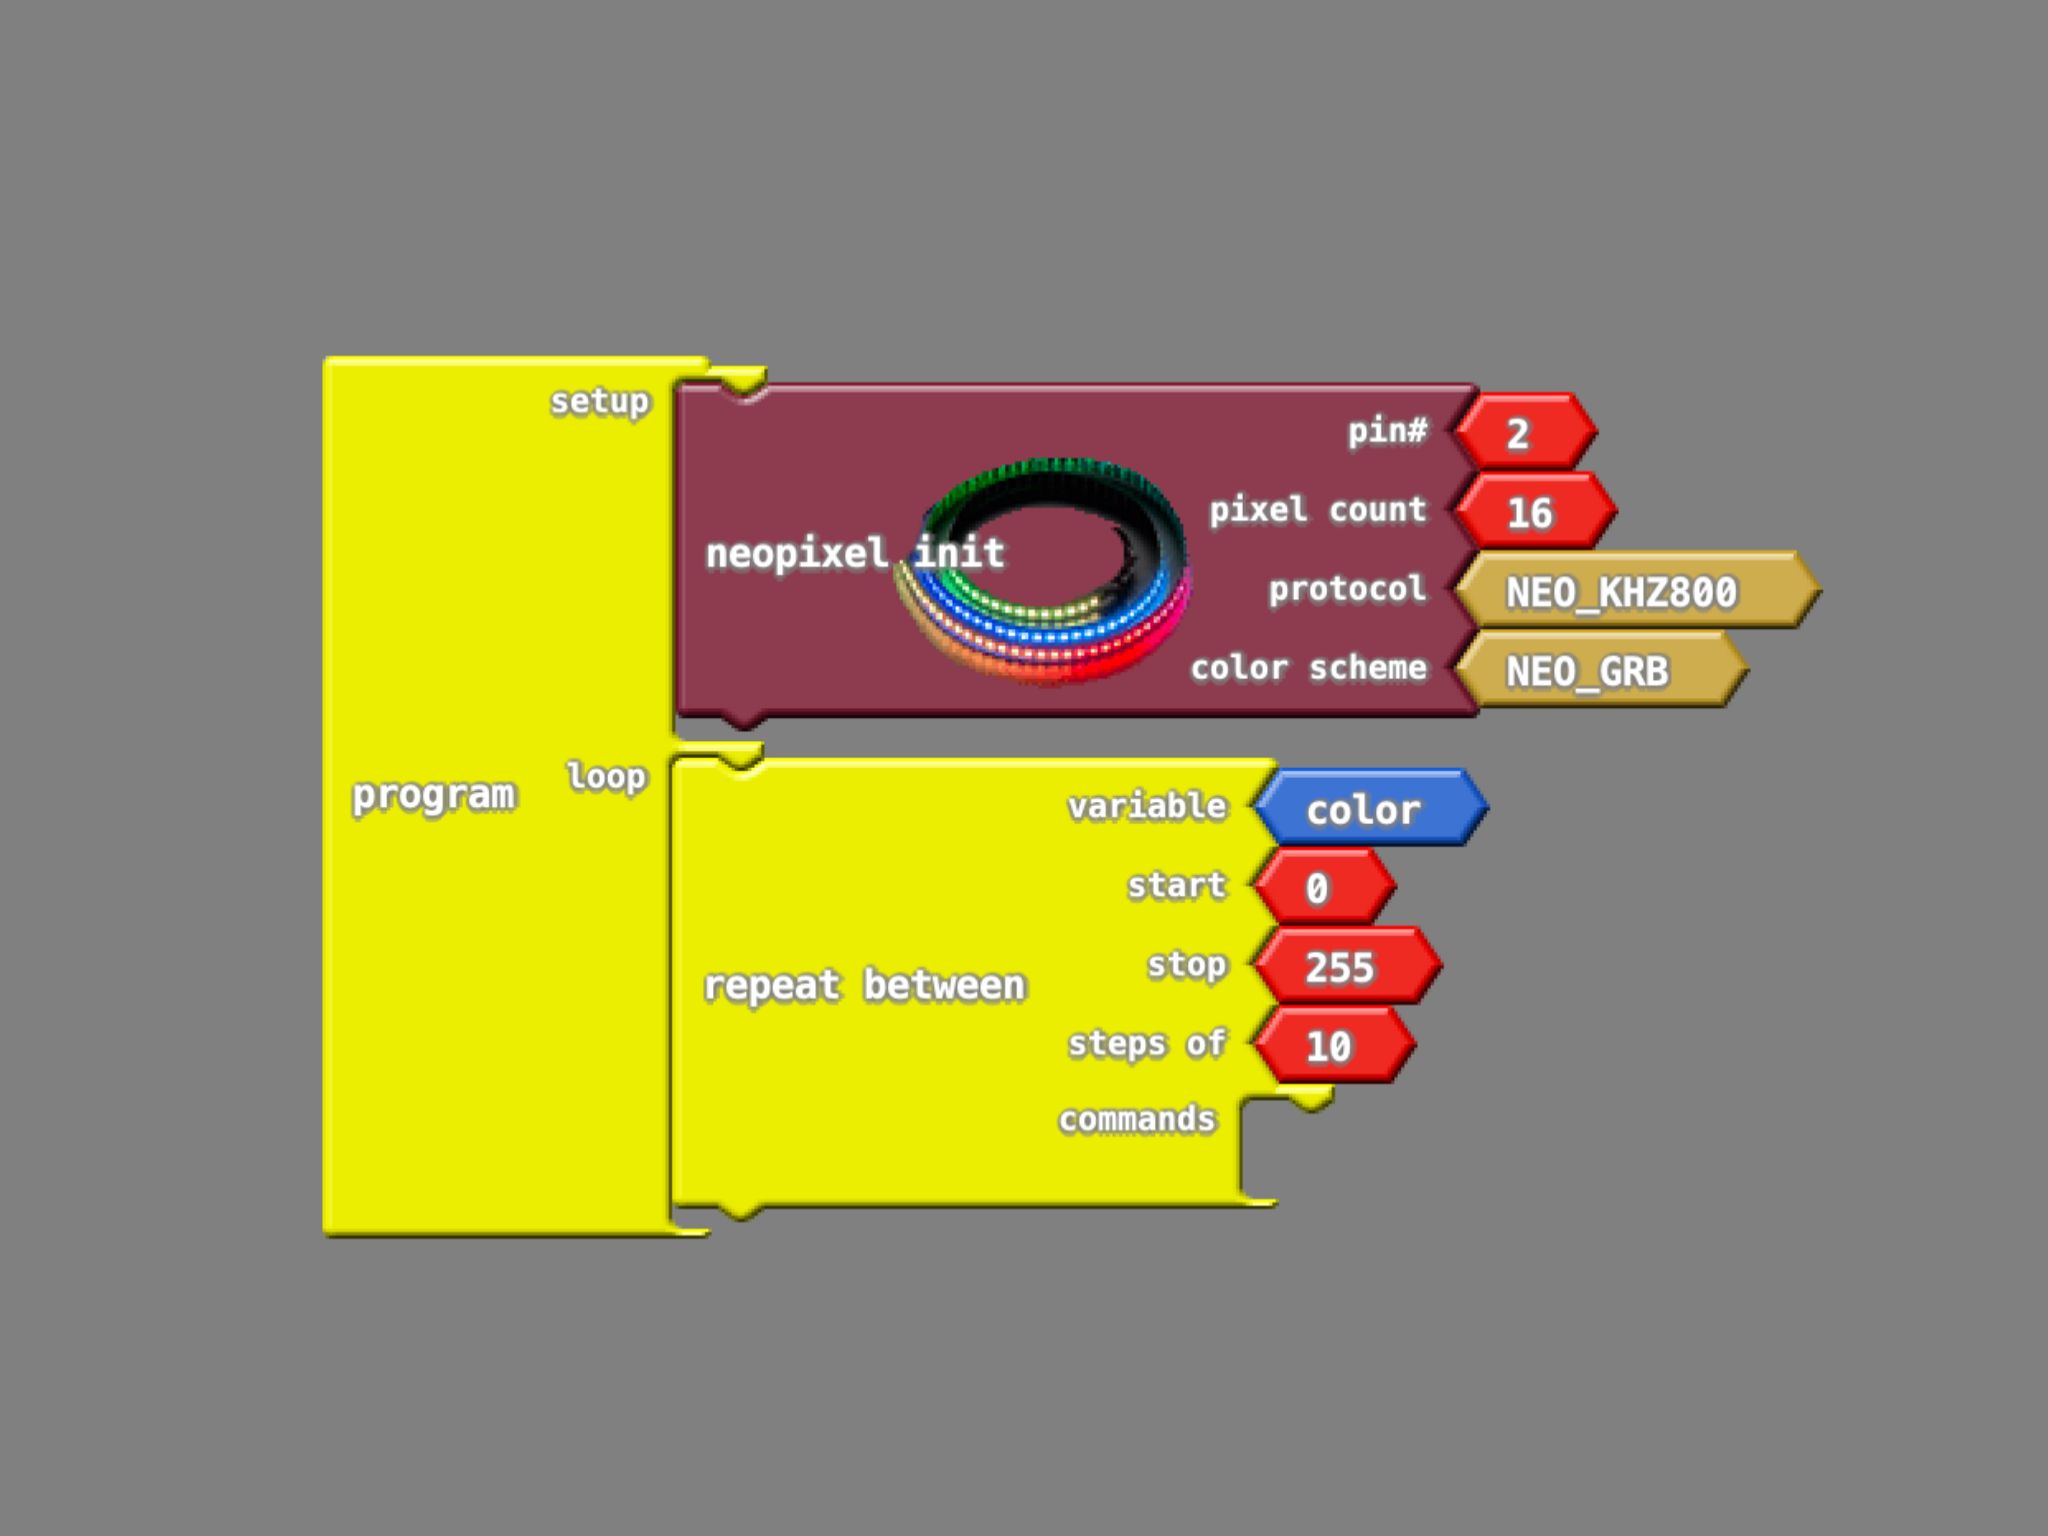 setup
pin# 2
pixel count 16
neopixel init
protocol NEO_KHZ800
color scheme NEO_GRB
program
loop
variable color
start 0
stop 255
repeat between
steps of 10
commands